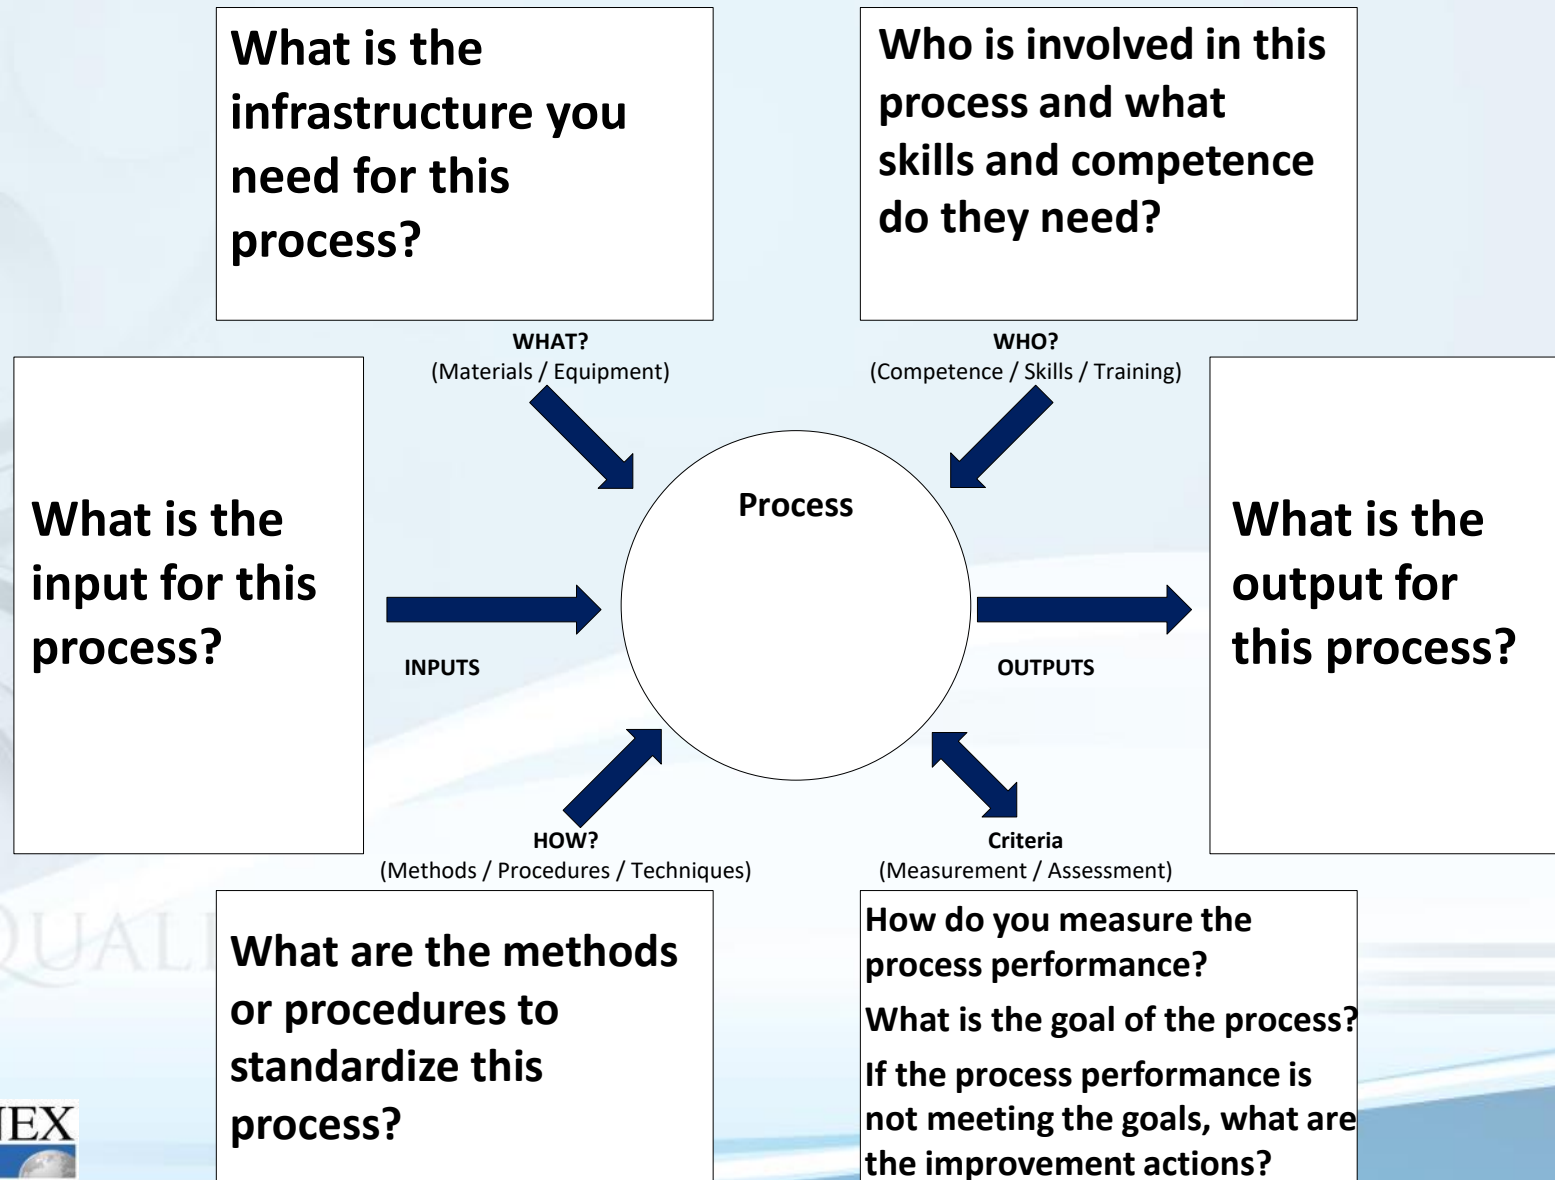 What is the
infrastructure you
need for this
process?
Who is involved in this
process and what
skills and competence
do they need?
WHAT?
(Materials / Equipment)
WHO?
(Competence / Skills / Training)
What is the
input for this
process?
Process
What is the
output for
this process?
INPUTS
OUTPUTS
HOW?
(Methods / Procedures / Techniques)
Criteria
(Measurement / Assessment)
What are the methods
or procedures to
standardize this
process?
How do you measure the
process performance?
What is the goal of the process?
If the process performance is
not meeting the goals, what are
the improvement actions?
QUALI
NEX